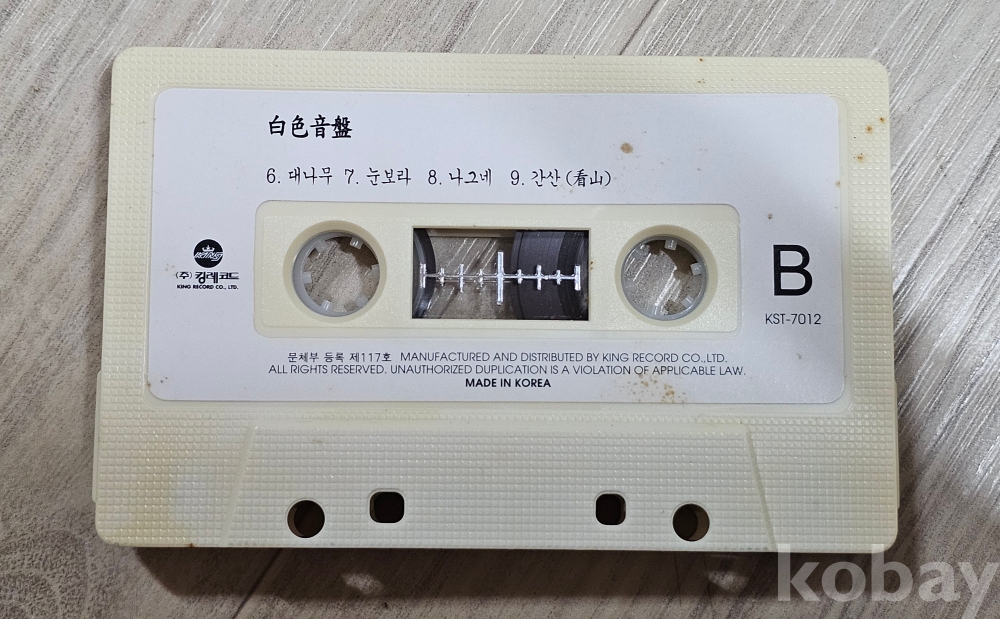 白色音盤
6. 대나무 7. 눈보라 8. 나그네 9. 간산(看山)
KING
(주) 킹레코드
KING RECORD CO., LTD.
B
KST-7012
문체부 등록 제117호 MANUFACTURED AND DISTRIBUTED BY KING RECORD CO.,LTD.
ALL RIGHTS RESERVED. UNAUTHORIZED DUPLICATION IS A VIOLATION OF APPLICABLE LAW.
MADE IN KOREA
kobay